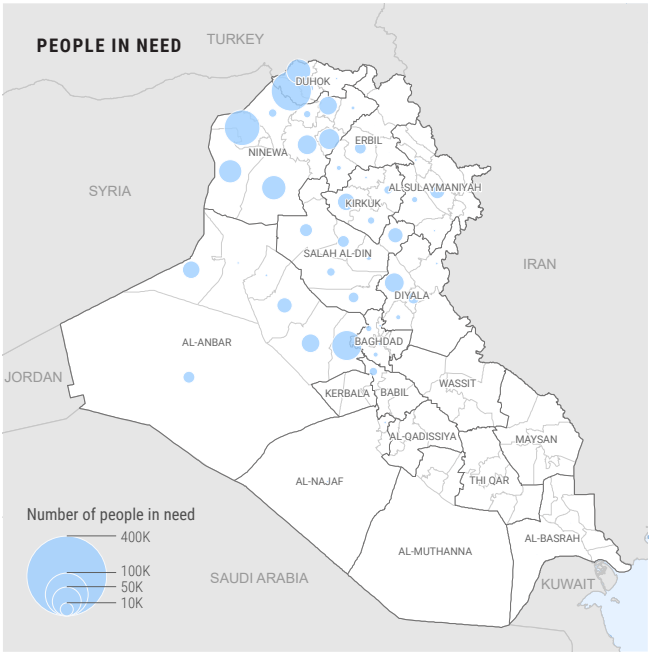 PEOPLE IN NEED
TURKEY
DUHOK
ERBIL
NINEWA
AL-SULAYMANIYAH
SYRIA
KIRKUK
SALAH AL-DIN
IRAN
DIYALA
AL-ANBAR
BAGHDAD
JORDAN
WASSIT
KERBALA
BABIL
AL-QADISSIYA
MAYSAN
AL-NAJAF
THI QAR
Number of people in need
400K
AL-BASRAH
AL-MUTHANNA
100K
SAUDI ARABIA
KUWAIT
50K
10K